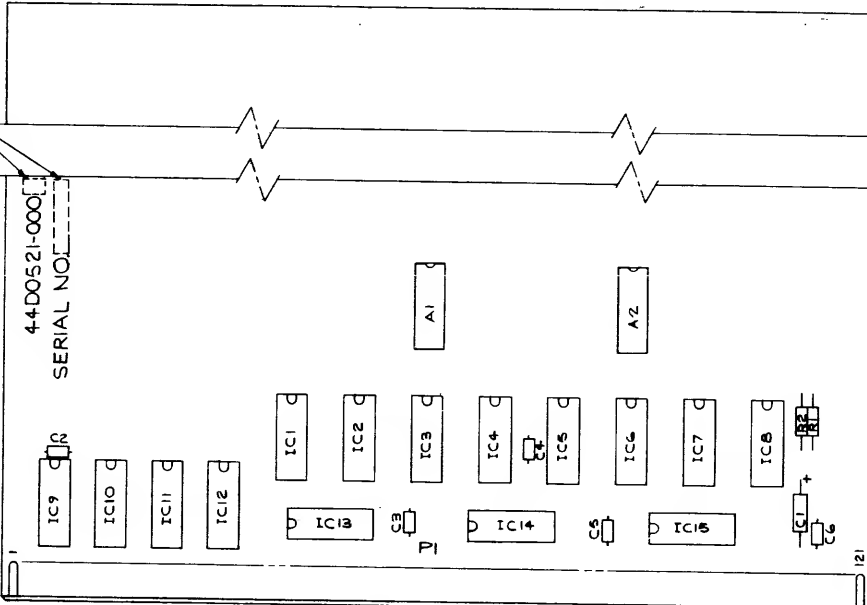 44D0521-000
SERIAL NO.
A1
A2
IC1
IC2
IC3
IC4
C4
IC5
IC6
IC7
IC8
R2
R1
C2
IC9
IC10
IC11
IC12
IC13
C3
P1
IC14
C5
IC15
C1
+
C6
1
121